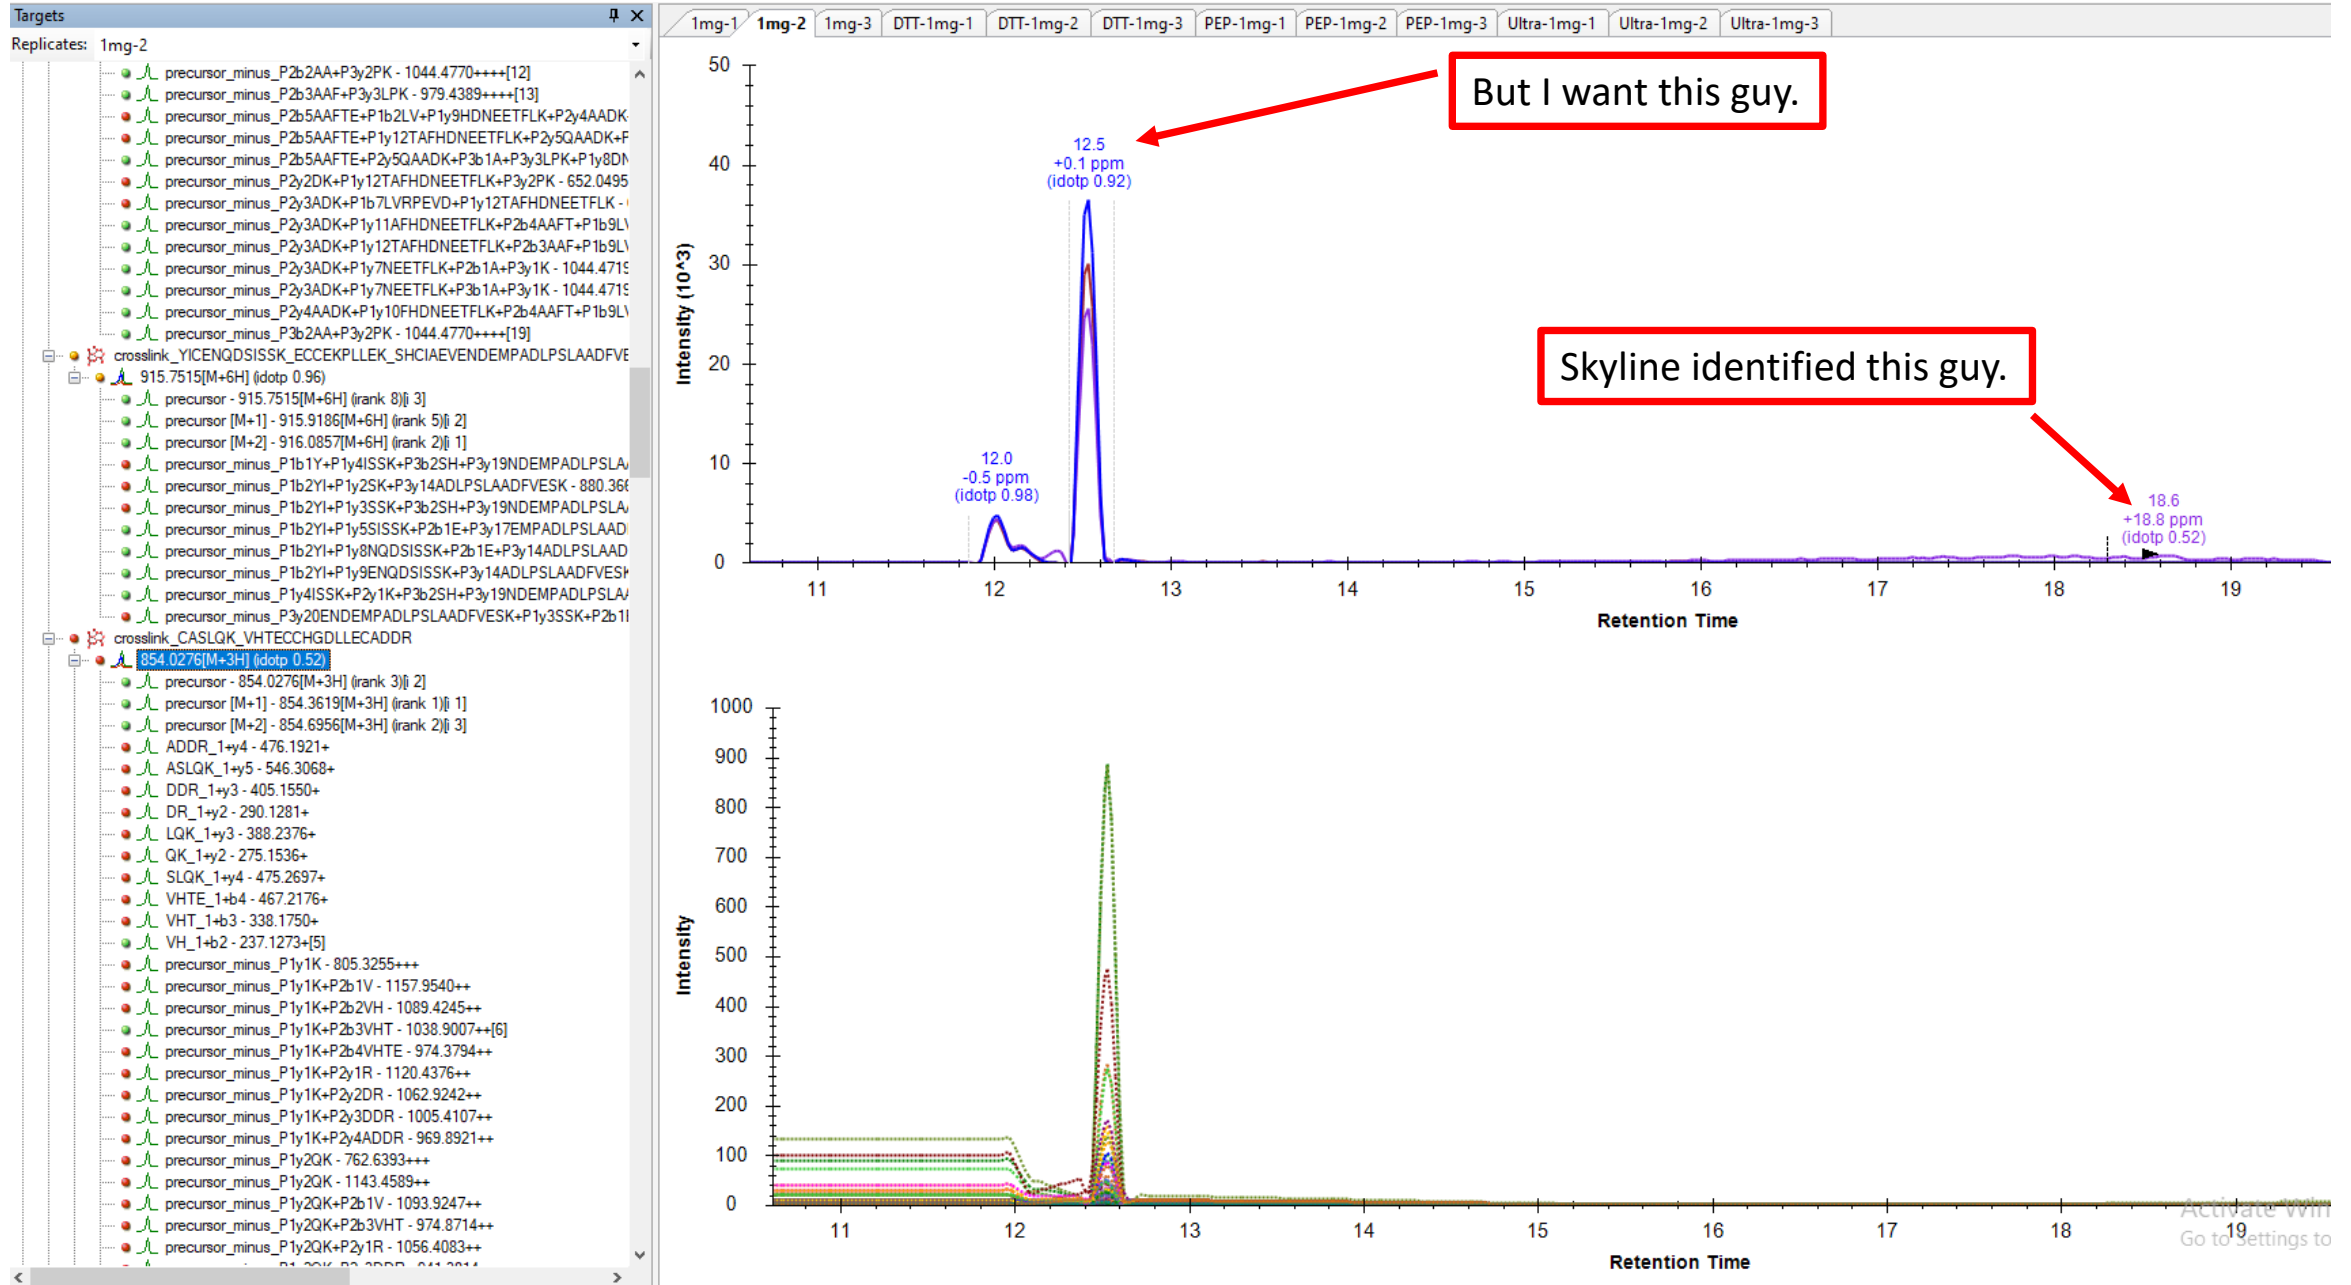 Targets
Replicates: 1mg-2
precursor_minus_P2b2AA+P3y2PK - 1044.4770++++[12]
precursor_minus_P2b3AAF+P3y3LPK - 979.4389++++[13]
precursor_minus_P2b5AAFTE+P1b2LV+P1y9HDNEETFLK+P2y4AADK
precursor_minus_P2b5AAFTE+P1y12TAFHDNEETFLK+P2y5QAADK+F
precursor_minus_P2b5AAFTE+P2y5QAADK+P3b1A+P3y3LPK+P1y8DN
precursor_minus_P2y2DK+P1y12TAFHDNEETFLK+P3y2PK - 652.0495
precursor_minus_P2y3ADK+P1b7LVRPEVD+P1y12TAFHDNEETFLK -
precursor_minus_P2y3ADK+P1y11AFHDNEETFLK+P2b4AAFT+P1b9L
precursor_minus_P2y3ADK+P1y12TAFHDNEETFLK+P2b3AAF+P1b9L
precursor_minus_P2y3ADK+P1y7NEETFLK+P2b1A+P3y1K - 1044.4719
precursor_minus_P2y3ADK+P1y7NEETFLK+P3b1A+P3y1K - 1044.4719
precursor_minus_P2y4AADK+P1y10FHDNEETFLK+P2b4AAFT+P1b9L
precursor_minus_P3b2AA+P3y2PK - 1044.4770++++[19]
crosslink_YICENQDSISSK_ECCEKPLLEK_SHCIAEVENDEMPADLPSLAADFVE
915.7515[M+6H] (idotp 0.96)
precursor - 915.7515[M+6H] (irank 8)[i 3]
precursor [M+1] - 915.9186[M+6H] (irank 5)[i 2]
precursor [M+2] - 916.0857[M+6H] (irank 2)[i 1]
precursor_minus_P1b1Y+P1y4ISSK+P3b2SH+P3y19NDEMPADLPSLA
precursor_minus_P1b2YI+P1y2SK+P3y14ADLPSLAADFVESK - 880.366
precursor_minus_P1b2YI+P1y3SSK+P3b2SH+P3y19NDEMPADLPSLA
precursor_minus_P1b2YI+P1y5SISSK+P2b1E+P3y17EMPADLPSLAAD
precursor_minus_P1b2YI+P1y8NQDSISSK+P2b1E+P3y14ADLPSLAAD
precursor_minus_P1b2YI+P1y9ENQDSISSK+P3y14ADLPSLAADFVESK
precursor_minus_P1y4ISSK+P2y1K+P3b2SH+P3y19NDEMPADLPSLA
precursor_minus_P3y20ENDEMPADLPSLAADFVESK+P1y3SSK+P2b1
crosslink_CASLQK_VHTECCHGDLLECADDR
854.0276[M+3H] (idotp 0.52)
precursor - 854.0276[M+3H] (irank 3)[i 2]
precursor [M+1] - 854.3619[M+3H] (irank 1)[i 1]
precursor [M+2] - 854.6956[M+3H] (irank 2)[i 3]
ADDR_1+y4 - 476.1921+
ASLQK_1+y5 - 546.3068+
DDR_1+y3 - 405.1550+
DR_1+y2 - 290.1281+
LQK_1+y3 - 388.2376+
QK_1+y2 - 275.1536+
SLQK_1+y4 - 475.2697+
VHTE_1+b4 - 467.2176+
VHT_1+b3 - 338.1750+
VH_1+b2 - 237.1273+[5]
precursor_minus_P1y1K - 805.3255+++
precursor_minus_P1y1K+P2b1V - 1157.9540++
precursor_minus_P1y1K+P2b2VH - 1089.4245++
precursor_minus_P1y1K+P2b3VHT - 1038.9007++[6]
precursor_minus_P1y1K+P2b4VHTE - 974.3794++
precursor_minus_P1y1K+P2y1R - 1120.4376++
precursor_minus_P1y1K+P2y2DR - 1062.9242++
precursor_minus_P1y1K+P2y3DDR - 1005.4107++
precursor_minus_P1y1K+P2y4ADDR - 969.8921++
precursor_minus_P1y2QK - 762.6393+++
precursor_minus_P1y2QK - 1143.4589++
precursor_minus_P1y2QK+P2b1V - 1093.9247++
precursor_minus_P1y2QK+P2b3VHT - 974.8714++
precursor_minus_P1y2QK+P2y1R - 1056.4083++
1mg-1 1mg-2 1mg-3 DTT-1mg-1 DTT-1mg-2 DTT-1mg-3 PEP-1mg-1 PEP-1mg-2 PEP-1mg-3 Ultra-1mg-1 Ultra-1mg-2 Ultra-1mg-3
But I want this guy.
Skyline identified this guy.
50
40
30
20
10
0
Intensity (10^3)
12.5
+0.1 ppm
(idotp 0.92)
12.0
-0.5 ppm
(idotp 0.98)
18.6
+18.8 ppm
(idotp 0.52)
11 12 13 14 15 16 17 18 19
Retention Time
1000
900
800
700
600
500
400
300
200
100
0
Intensity
11 12 13 14 15 16 17 18 19
Retention Time
Activate Win
Go to Settings to